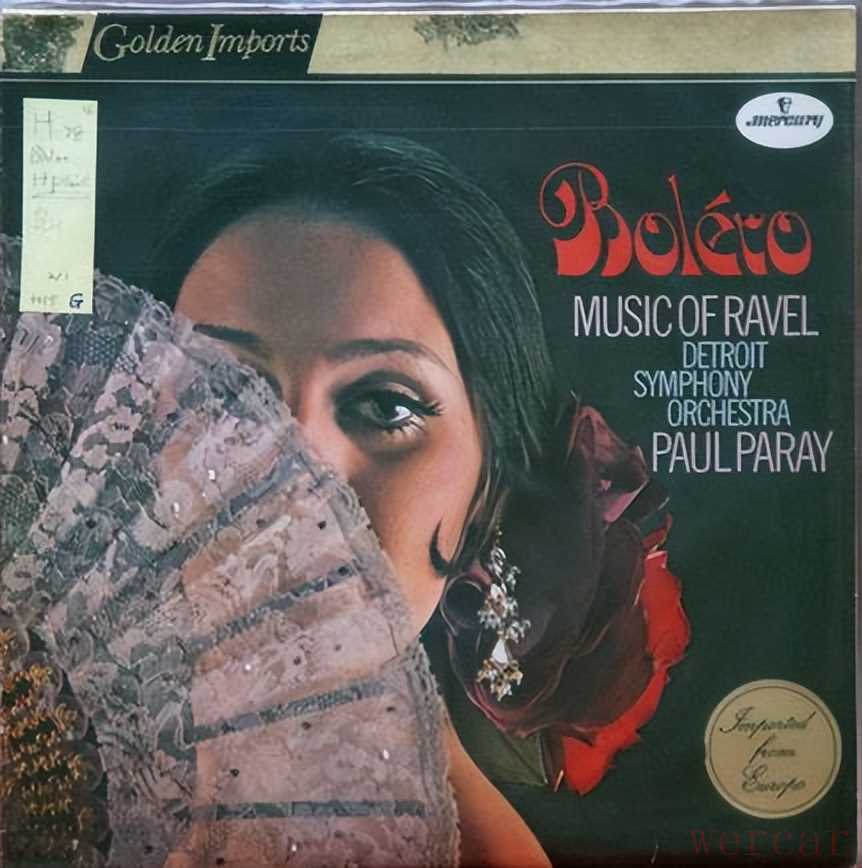 Golden Imports
mercury
Boléro
MUSIC OF RAVEL
DETROIT
SYMPHONY
ORCHESTRA
PAUL PARAY
G
Imported
from
Europe
wercar